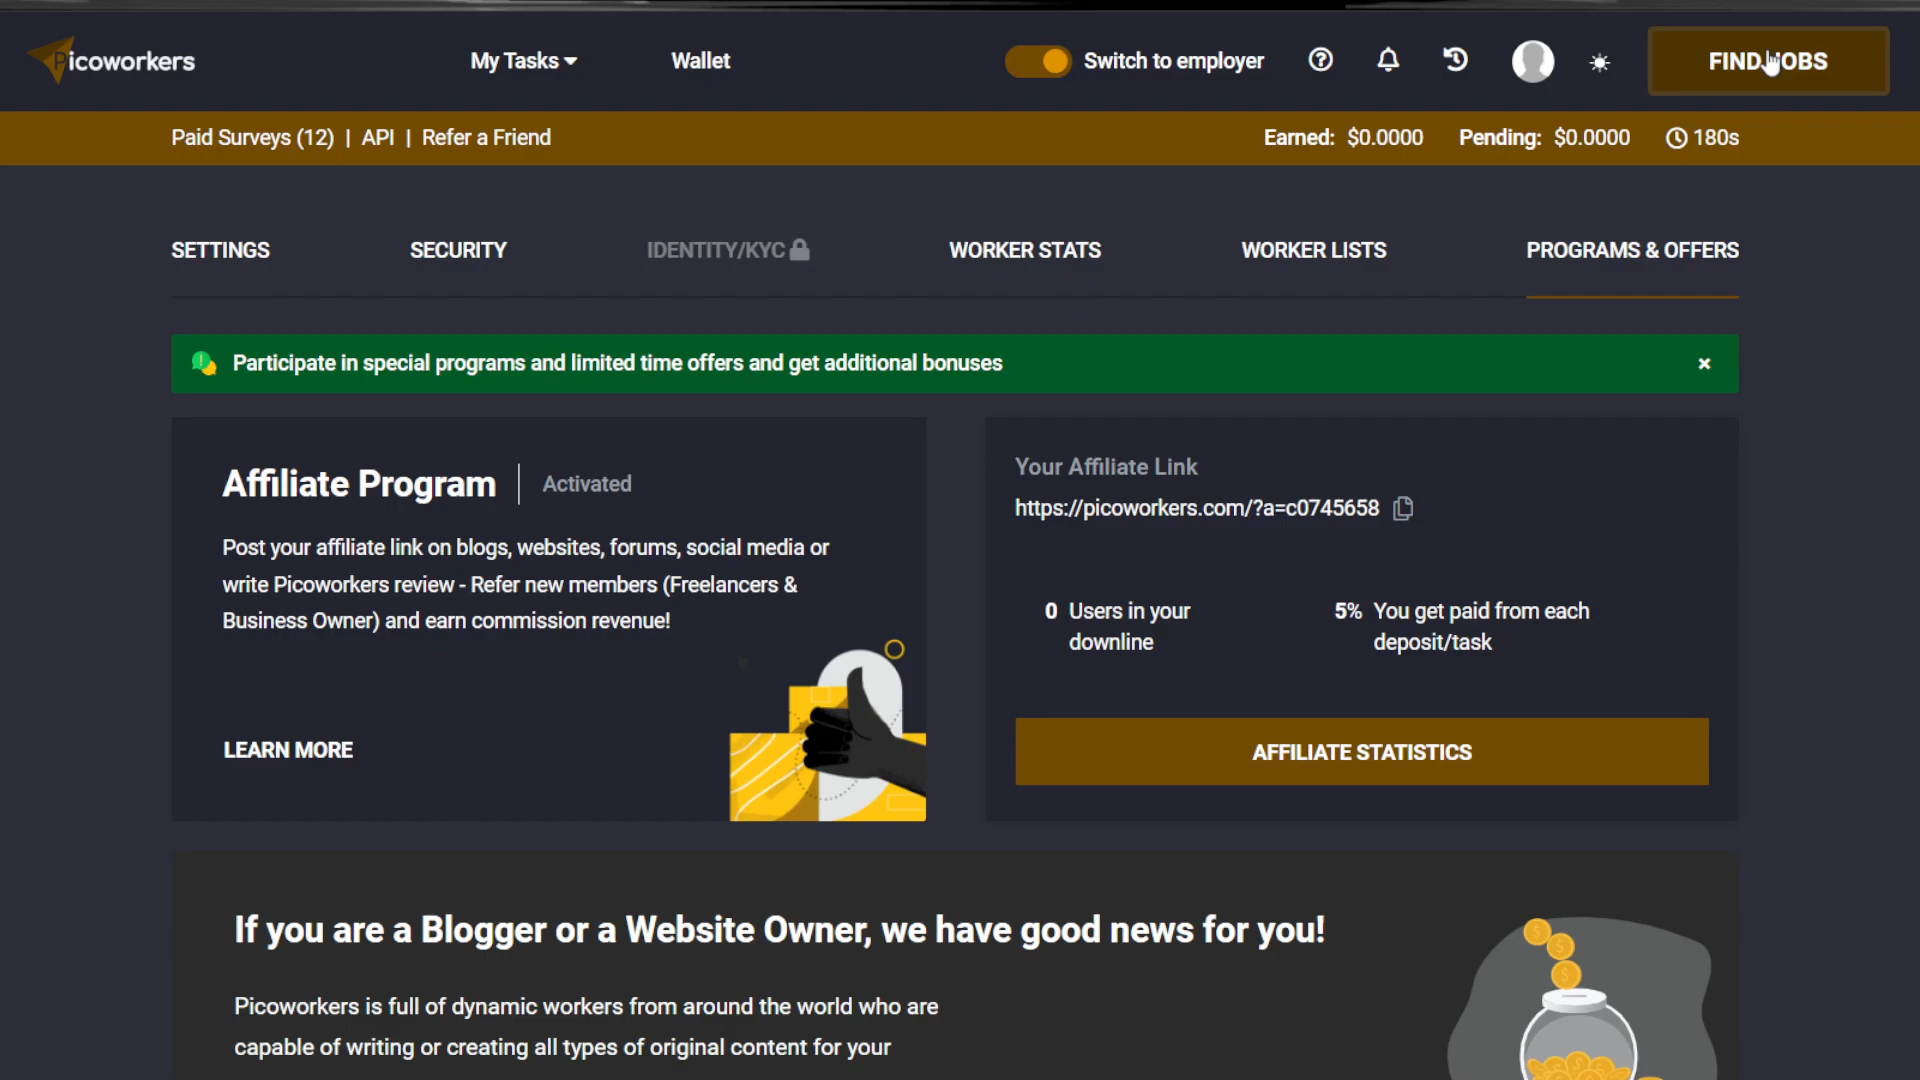 Picoworkers
My Tasks
Wallet
Switch to employer
FIND JOBS
Paid Surveys (12) | API | Refer a Friend
Earned: $0.0000 Pending: $0.0000 180s
SETTINGS
SECURITY
IDENTITY/KYC
WORKER STATS
WORKER LISTS
PROGRAMS & OFFERS
Participate in special programs and limited time offers and get additional bonuses
Affiliate Program
Activated
Post your affiliate link on blogs, websites, forums, social media or
write Picoworkers review - Refer new members (Freelancers &
Business Owner) and earn commission revenue!
LEARN MORE
Your Affiliate Link
https://picoworkers.com/?a=c0745658
0 Users in your
downline
5% You get paid from each
deposit/task
AFFILIATE STATISTICS
If you are a Blogger or a Website Owner, we have good news for you!
Picoworkers is full of dynamic workers from around the world who are
capable of writing or creating all types of original content for your